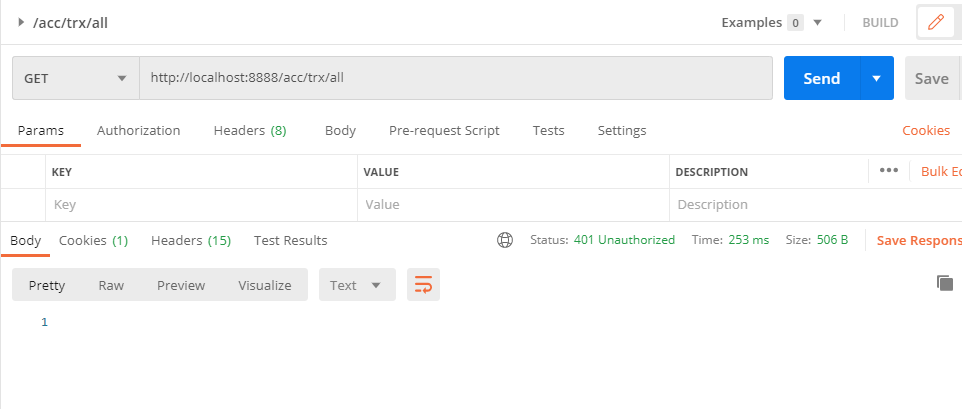 /acc/trx/all Examples 0 BUILD
GET http://localhost:8888/acc/trx/all Send Save
Params Authorization Headers (8) Body Pre-request Script Tests Settings Cookies
KEY VALUE DESCRIPTION ••• Bulk Ed
Key Value Description
Body Cookies (1) Headers (15) Test Results Status: 401 Unauthorized Time: 253 ms Size: 506 B Save Respons
Pretty Raw Preview Visualize Text
1